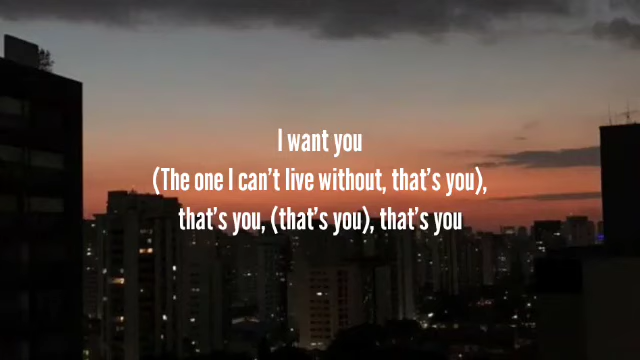 I want you
(The one I can't live without, that's you),
that's you, (that's you), that's you